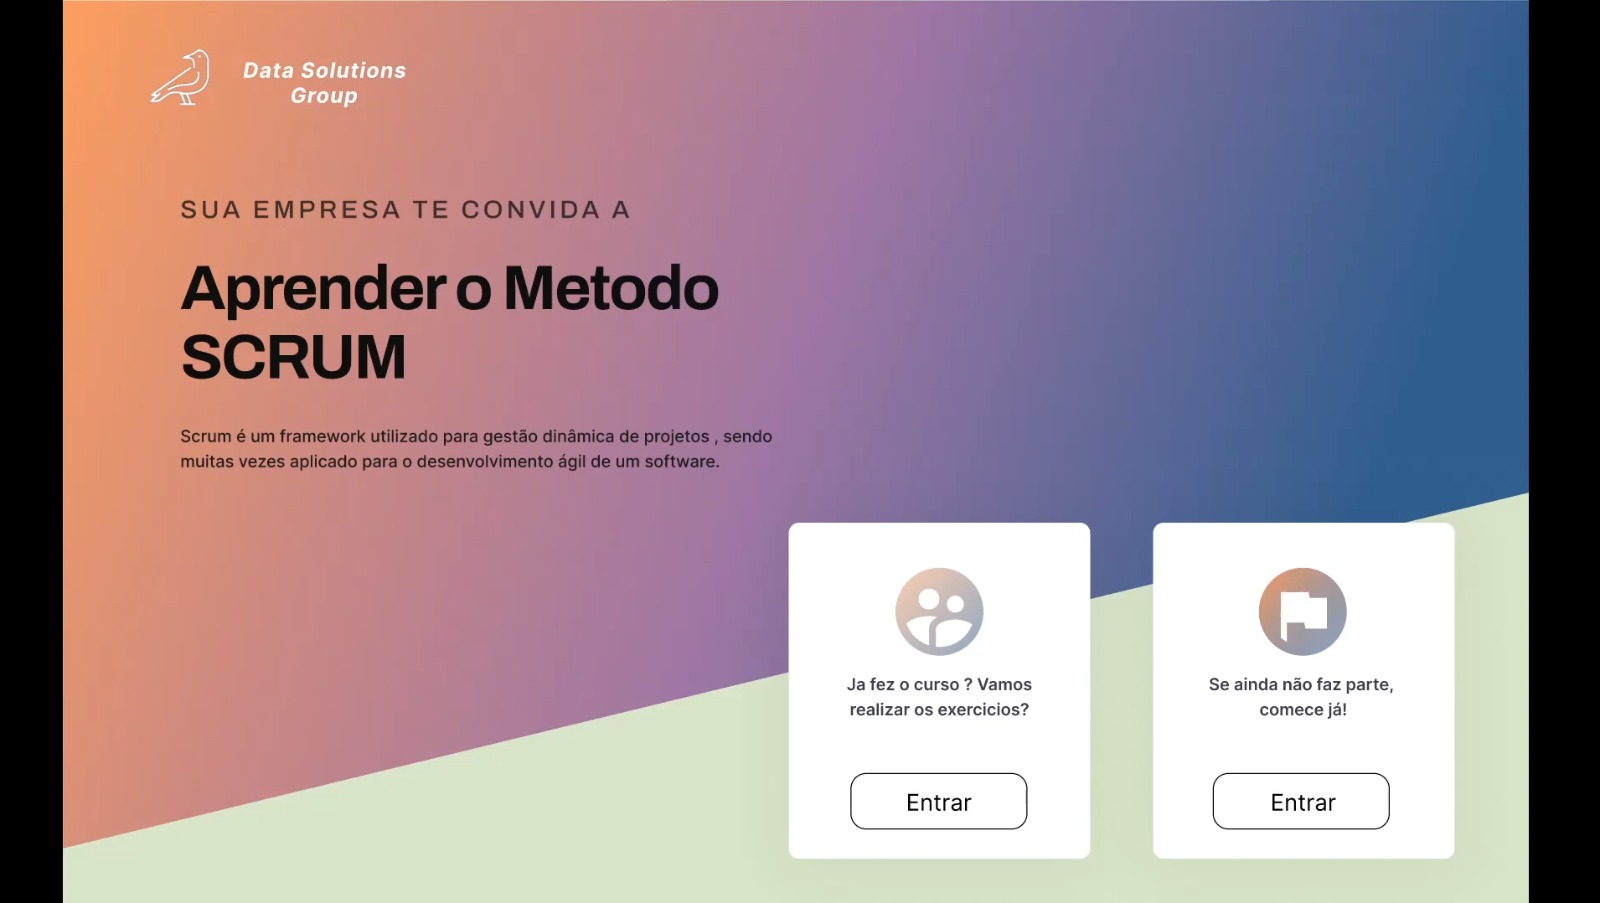 Data Solutions
Group
SUA EMPRESA TE CONVIDA A
Aprender o Metodo
SCRUM
Scrum é um framework utilizado para gestão dinâmica de projetos , sendo
muitas vezes aplicado para o desenvolvimento ágil de um software.
Ja fez o curso ? Vamos
realizar os exercicios?
Entrar
Se ainda não faz parte,
comece já!
Entrar